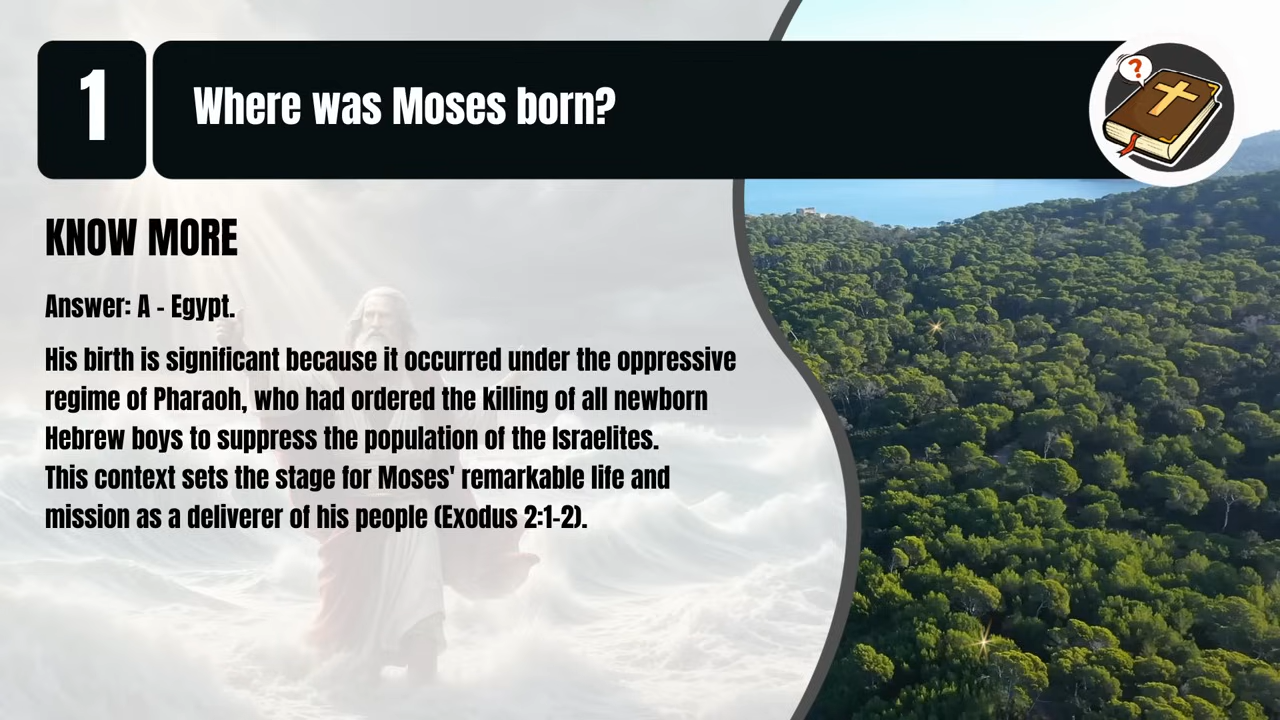 1
Where was Moses born?
?
KNOW MORE
Answer: A - Egypt.
His birth is significant because it occurred under the oppressive
regime of Pharaoh, who had ordered the killing of all newborn
Hebrew boys to suppress the population of the Israelites.
This context sets the stage for Moses' remarkable life and
mission as a deliverer of his people (Exodus 2:1-2).